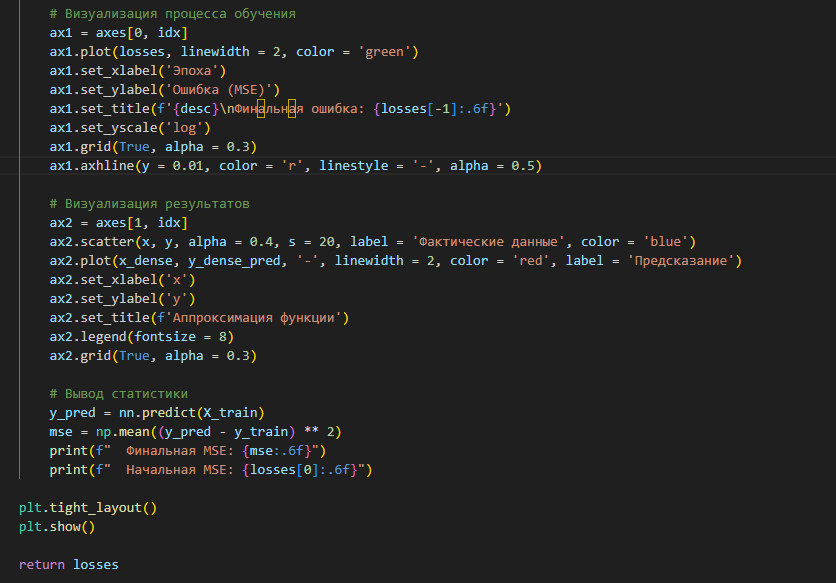 # Визуализация процесса обучения
ax1 = axes[0, idx]
ax1.plot(losses, linewidth = 2, color = 'green')
ax1.set_xlabel('Эпоха')
ax1.set_ylabel('Ошибка (MSE)')
ax1.set_title(f'{desc}\nФинальная ошибка: {losses[-1]:.6f}')
ax1.set_yscale('log')
ax1.grid(True, alpha = 0.3)
ax1.axhline(y = 0.01, color = 'r', linestyle = '-', alpha = 0.5)
# Визуализация результатов
ax2 = axes[1, idx]
ax2.scatter(x, y, alpha = 0.4, s = 20, label = 'Фактические данные', color = 'blue')
ax2.plot(x_dense, y_dense_pred, '-', linewidth = 2, color = 'red', label = 'Предсказание')
ax2.set_xlabel('x')
ax2.set_ylabel('y')
ax2.set_title(f'Аппроксимация функции')
ax2.legend(fontsize = 8)
ax2.grid(True, alpha = 0.3)
# Вывод статистики
y_pred = nn.predict(X_train)
mse = np.mean((y_pred - y_train) ** 2)
print(f"  Финальная MSE: {mse:.6f}")
print(f"  Начальная MSE: {losses[0]:.6f}")
plt.tight_layout()
plt.show()
return losses